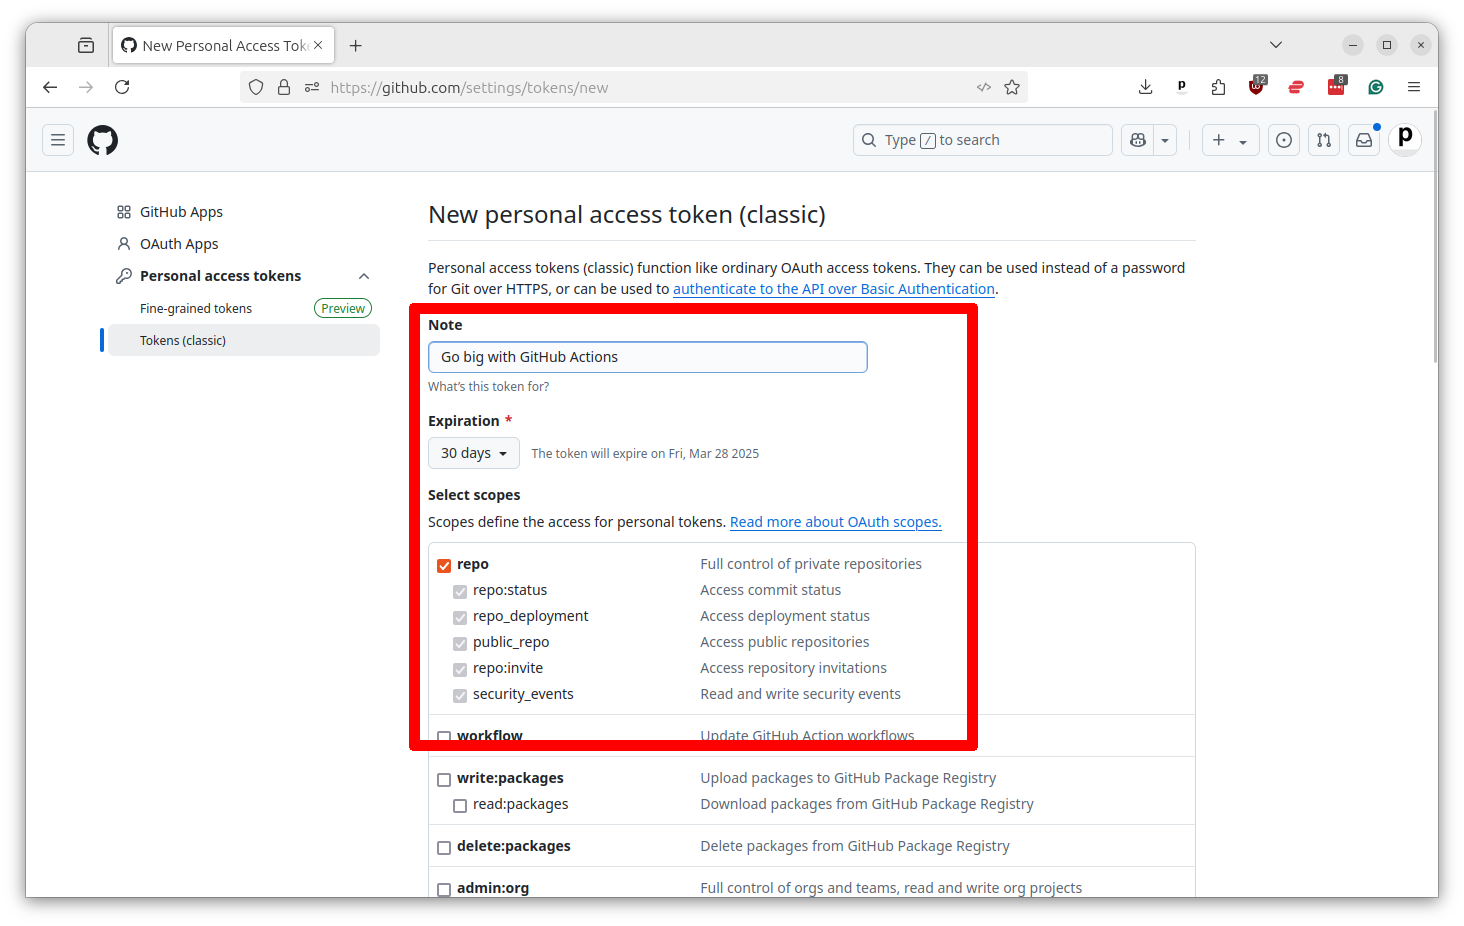 New Personal Access Tok
https://github.com/settings/tokens/new
12
8
Type / to search
p
GitHub Apps
OAuth Apps
Personal access tokens
Fine-grained tokens Preview
Tokens (classic)
New personal access token (classic)
Personal access tokens (classic) function like ordinary OAuth access tokens. They can be used instead of a password
for Git over HTTPS, or can be used to authenticate to the API over Basic Authentication.
Note
Go big with GitHub Actions
What's this token for?
Expiration *
30 days The token will expire on Fri, Mar 28 2025
Select scopes
Scopes define the access for personal tokens. Read more about OAuth scopes.
repo Full control of private repositories
repo:status Access commit status
repo_deployment Access deployment status
public_repo Access public repositories
repo:invite Access repository invitations
security_events Read and write security events
workflow Update GitHub Action workflows
write:packages Upload packages to GitHub Package Registry
read:packages Download packages from GitHub Package Registry
delete:packages Delete packages from GitHub Package Registry
admin:org Full control of orgs and teams, read and write org projects